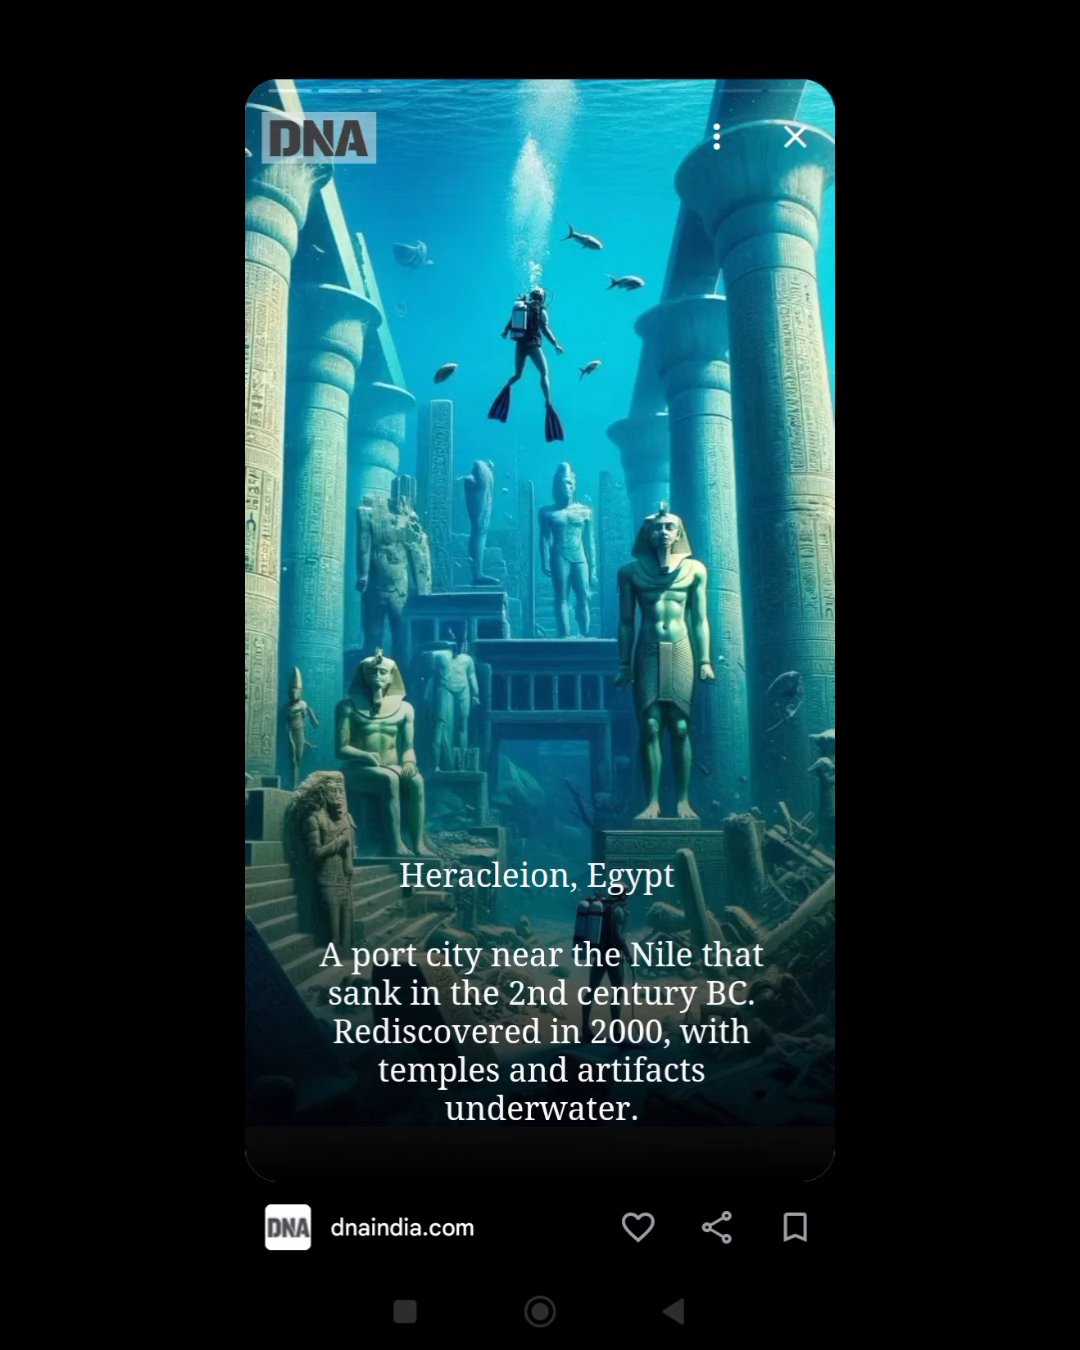 DNA
Heracleion, Egypt
A port city near the Nile that
sank in the 2nd century BC.
Rediscovered in 2000, with
temples and artifacts
underwater.
DNA
dnaindia.com